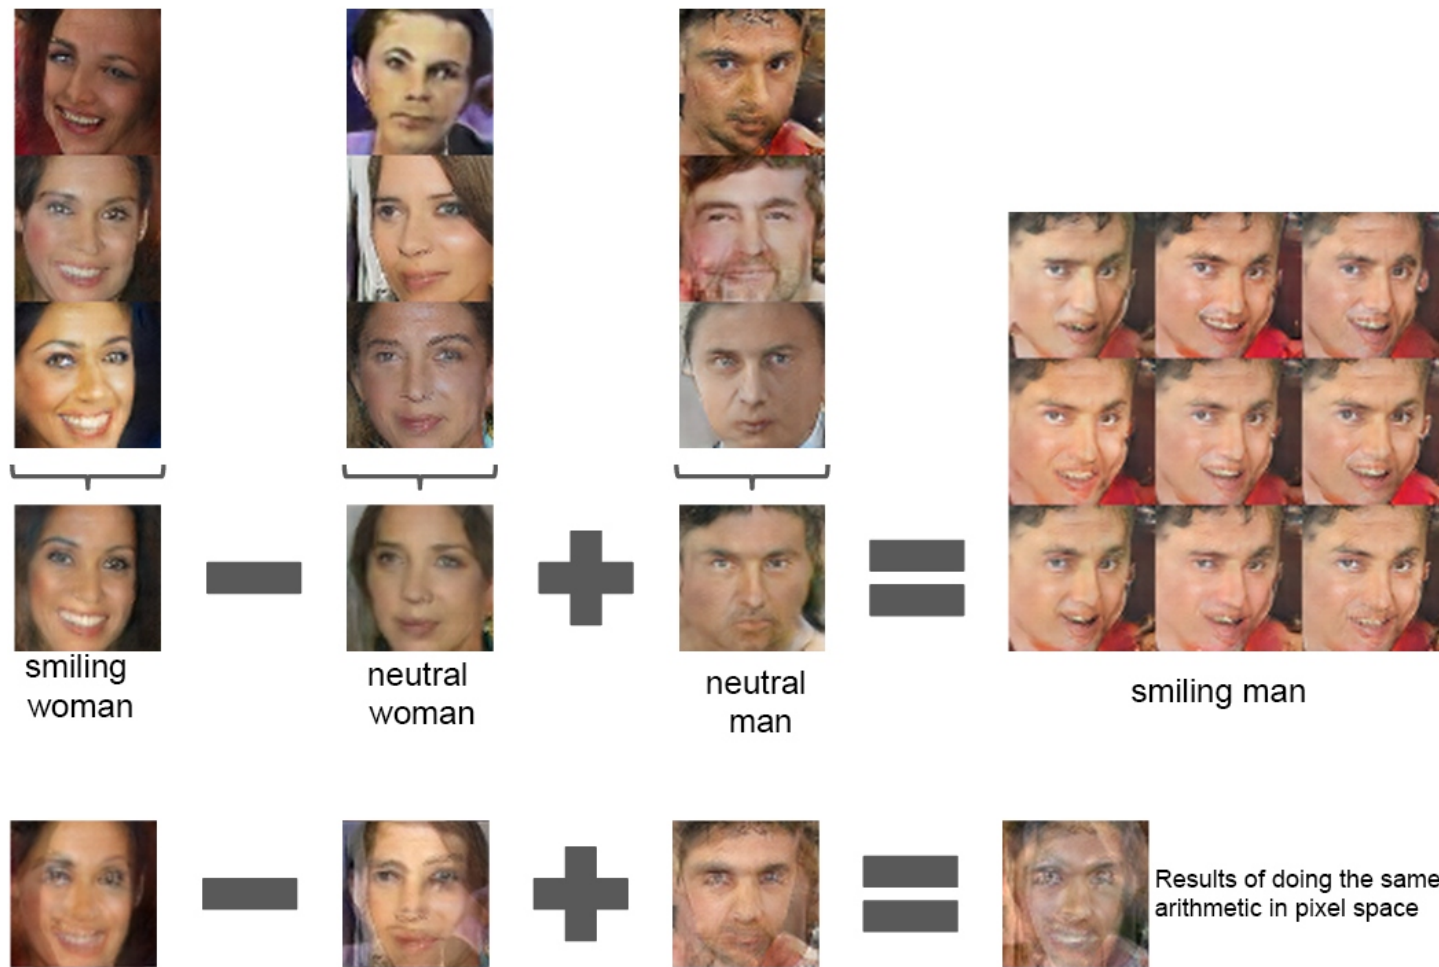 smiling
woman
neutral
woman
neutral
man
smiling man
Results of doing the same
arithmetic in pixel space